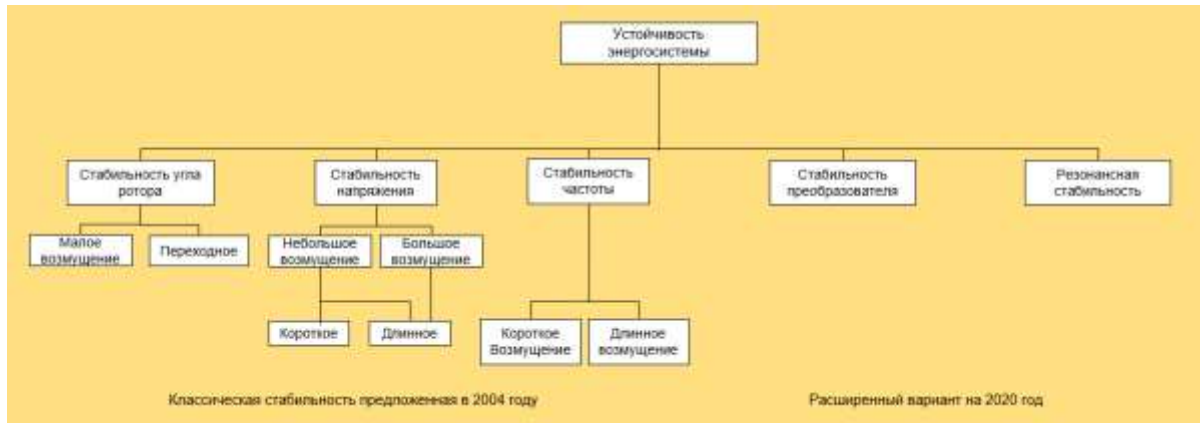 Устойчивость
энергосистемы
Стабильность угла
ротора
Стабильность
напряжения
Стабильность
частоты
Стабильность
преобразователя
Резонансная
стабильность
Малое
возмущение
Переходное
Небольшое
возмущение
Большое
возмущение
Короткое
Длинное
Короткое
Возмущение
Длинное
возмущение
Классическая стабильность предложенная в 2004 году
Расширенный вариант на 2020 год